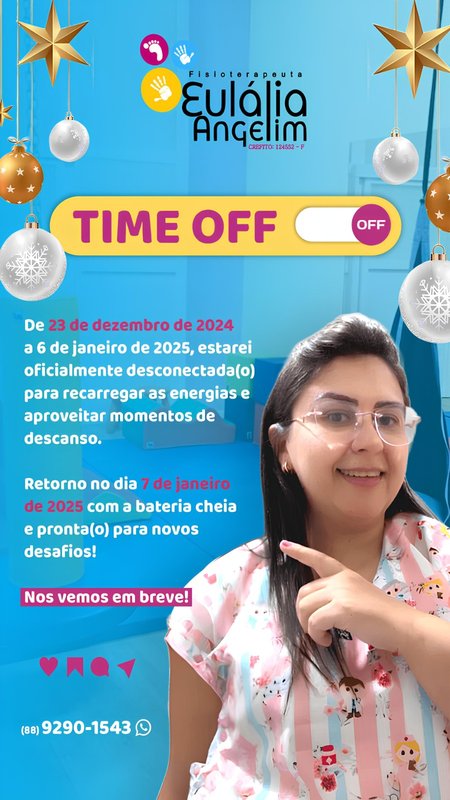 Fisioterapeuta
Eulália
Angelim
CREFITO: 124552 - F
TIME OFF
OFF
De 23 de dezembro de 2024
a 6 de janeiro de 2025, estarei
oficialmente desconectada(o)
para recarregar as energias e
aproveitar momentos de
descanso.
Retorno no dia 7 de janeiro
de 2025 com a bateria cheia
e pronta(o) para novos
desafios!
Nos vemos em breve!
(88) 9290-1543